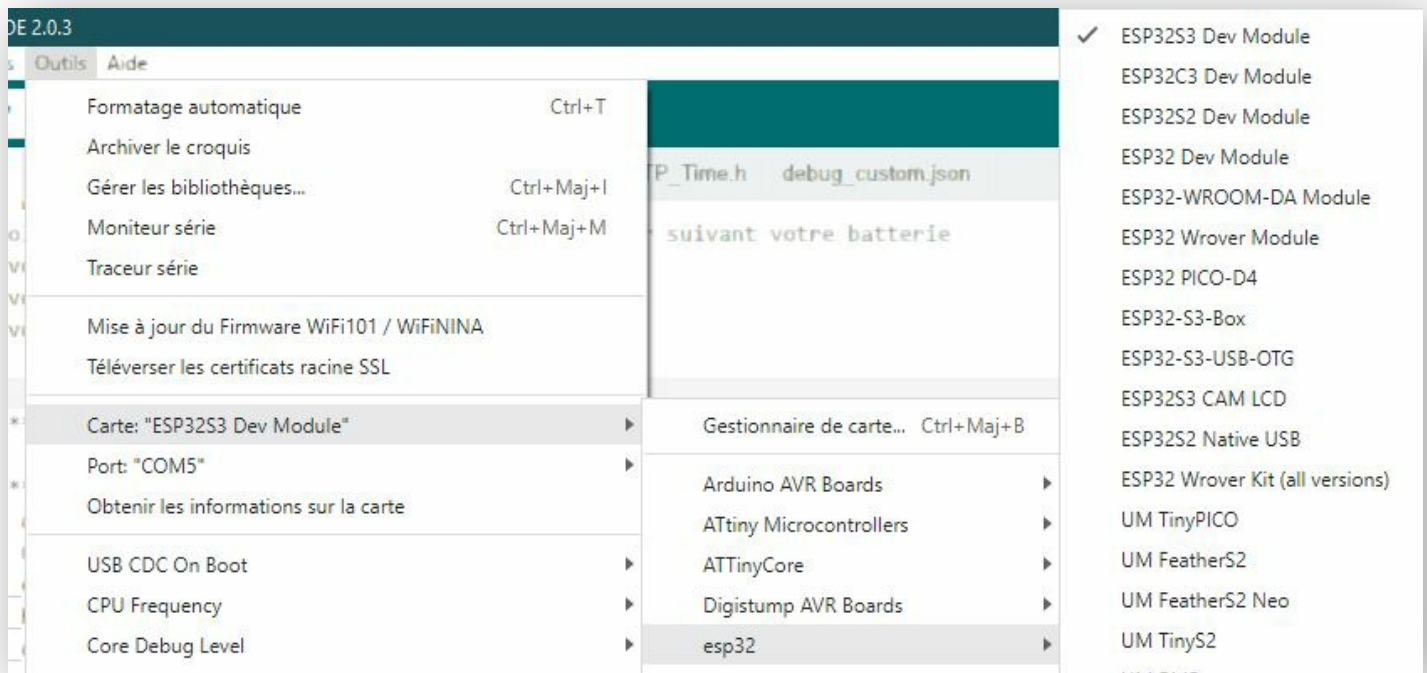 DE 2.0.3
Outils Aide
Formatage automatique Ctrl+T
Archiver le croquis
Gérer les bibliothèques... Ctrl+Maj+I
Moniteur série Ctrl+Maj+M
Traceur série
Mise à jour du Firmware WiFi101 / WiFiNINA
Téléverser les certificats racine SSL
Carte: "ESP32S3 Dev Module"
Port: "COM5"
Obtenir les informations sur la carte
USB CDC On Boot
CPU Frequency
Core Debug Level
TP_Time.h debug_custom.json
suivant votre batterie
Gestionnaire de carte... Ctrl+Maj+B
Arduino AVR Boards
ATtiny Microcontrollers
ATTinyCore
Digistump AVR Boards
esp32
ESP32S3 Dev Module
ESP32C3 Dev Module
ESP32S2 Dev Module
ESP32 Dev Module
ESP32-WROOM-DA Module
ESP32 Wrover Module
ESP32 PICO-D4
ESP32-S3-Box
ESP32-S3-USB-OTG
ESP32S3 CAM LCD
ESP32S2 Native USB
ESP32 Wrover Kit (all versions)
UM TinyPICO
UM FeatherS2
UM FeatherS2 Neo
UM TinyS2